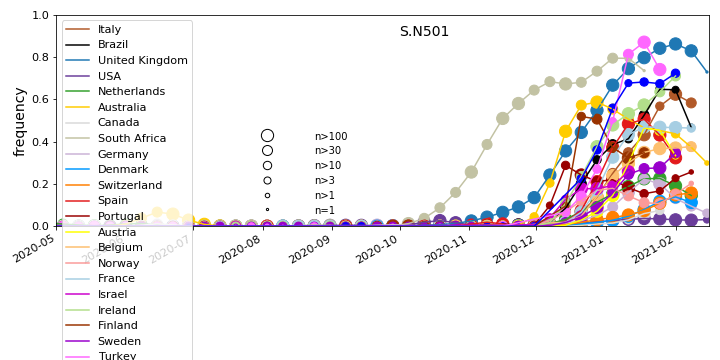 S.N501
frequency
1.0
0.8
0.6
0.4
0.2
0.0
Italy
Brazil
United Kingdom
USA
Netherlands
Australia
Canada
South Africa
Germany
Denmark
Switzerland
Spain
Portugal
Austria
Belgium
Norway
France
Israel
Ireland
Finland
Sweden
Turkey
n>100
n>30
n>10
n>3
n>1
n=1
2020-05
2020-07
2020-08
2020-09
2020-10
2020-11
2020-12
2021-01
2021-02